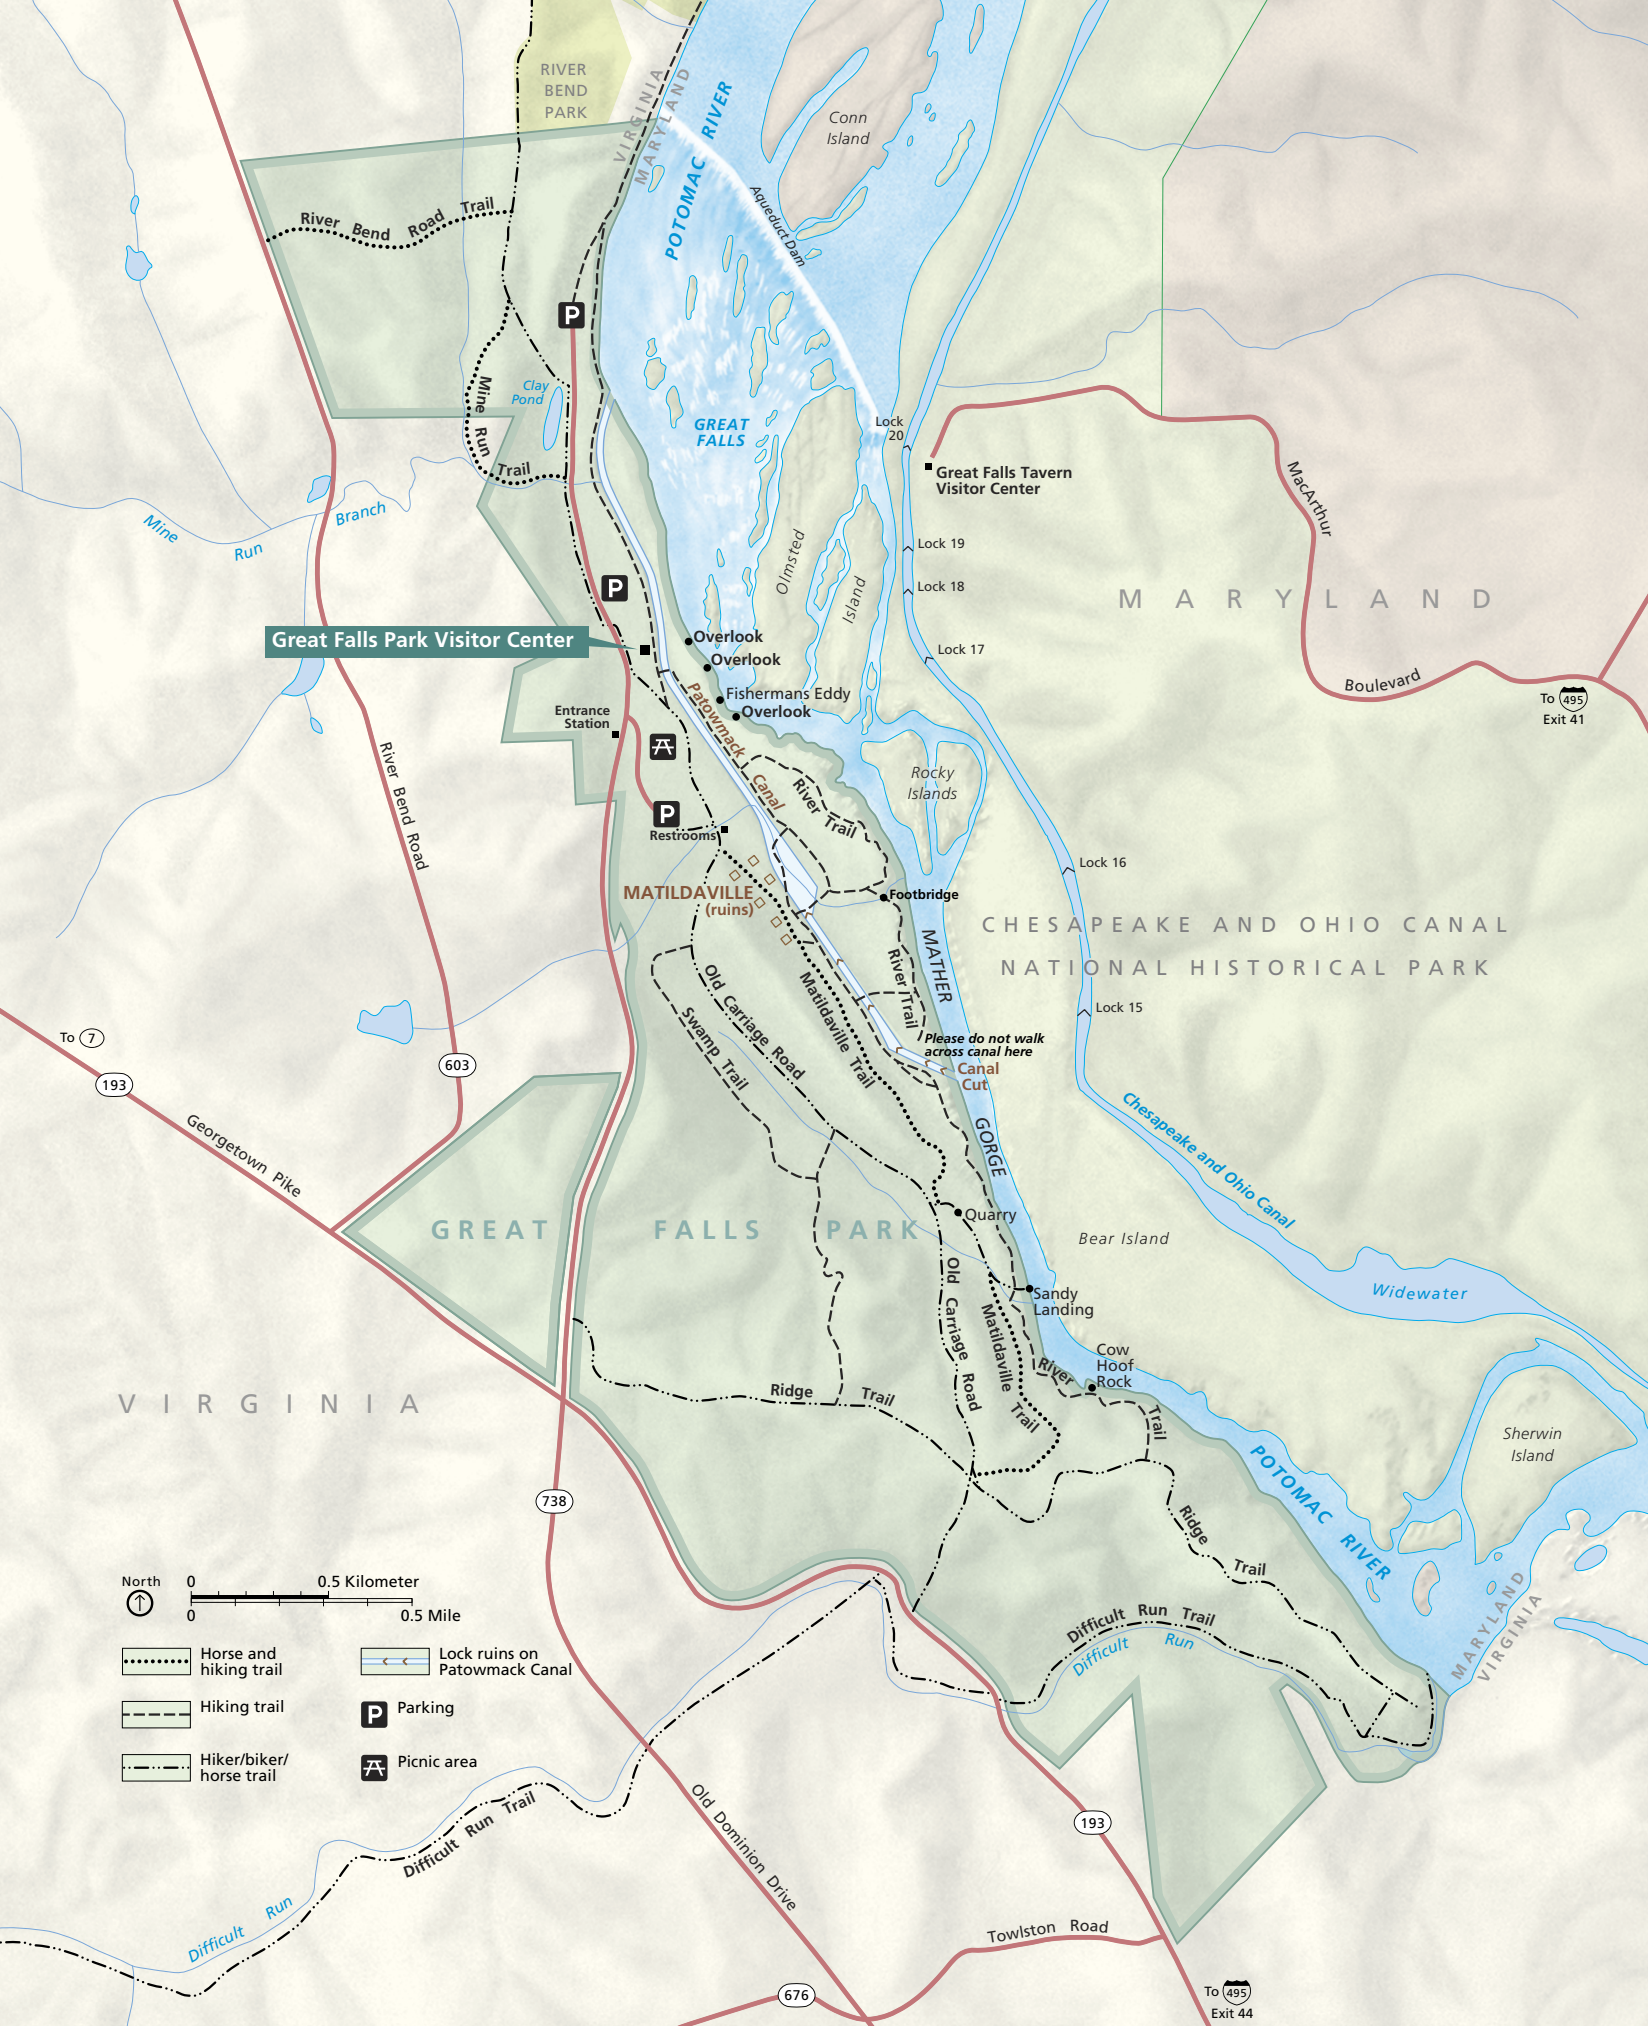 RIVER
BEND
PARK
VIRGINIA
MARYLAND
POTOMAC RIVER
Conn
Island
Aqueduct Dam
River Bend Road Trail
P
Mine Run Trail
Clay
Pond
GREAT
FALLS
Lock
20
Great Falls Tavern
Visitor Center
MacArthur
Boulevard
Mine Run Branch
Lock 19
Lock 18
Olmsted
Island
MARYLAND
P
Great Falls Park Visitor Center
Overlook
Overlook
Fishermans Eddy
Overlook
Lock 17
To 495
Exit 41
Entrance
Station
Patowmack Canal
River Bend Road
Rocky
Islands
River Trail
P
Restrooms
Lock 16
MATILDAVILLE
(ruins)
Footbridge
CHESAPEAKE AND OHIO CANAL
NATIONAL HISTORICAL PARK
MATHER
GORGE
River Trail
Old Carriage Road
Matildaville Trail
Swamp Trail
Lock 15
Please do not walk
across canal here
Canal
Cut
To 7
193
603
Georgetown Pike
Chesapeake and Ohio Canal
GREAT FALLS PARK
Quarry
Bear Island
Old Carriage Road
Matildaville Trail
Sandy
Landing
Widewater
Cow
Hoof
Rock
River Trail
VIRGINIA
Ridge Trail
Sherwin
Island
POTOMAC RIVER
738
Ridge Trail
MARYLAND
VIRGINIA
Difficult Run Trail
Difficult Run
North
0 0.5 Kilometer
0 0.5 Mile
Horse and
hiking trail
Lock ruins on
Patowmack Canal
Hiking trail
P Parking
Hiker/biker/
horse trail
Picnic area
Old Dominion Drive
193
Difficult Run Trail
Difficult Run
Towlston Road
676
To 495
Exit 44